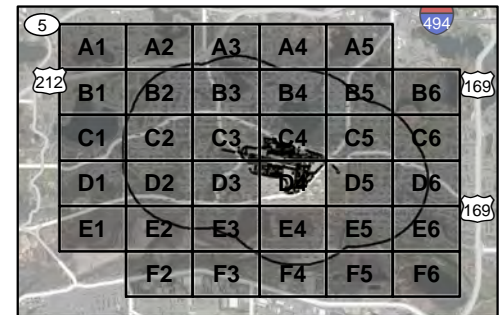 5
494
A1 A2 A3 A4 A5
212
169
B1 B2 B3 B4 B5 B6
C1 C2 C3 C4 C5 C6
D1 D2 D3 D4 D5 D6
169
E1 E2 E3 E4 E5 E6
F2 F3 F4 F5 F6